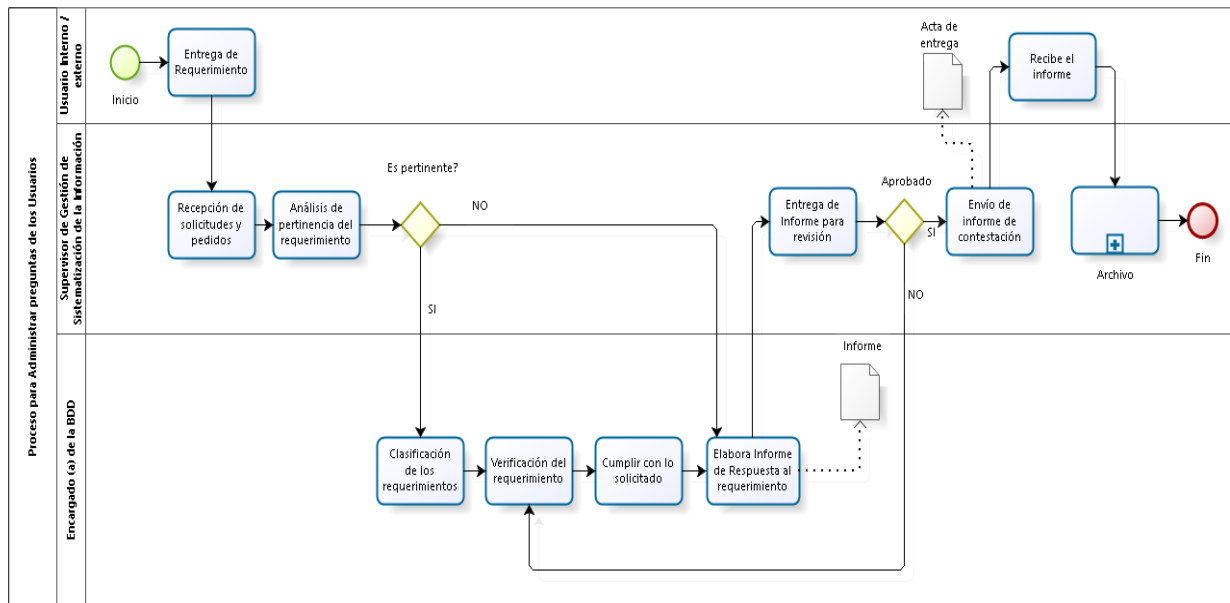 Proceso para Administrar preguntas de los Usuarios
Usuario Interno /
externo
Inicio
Entrega de
Requerimiento
Acta de
entrega
Recibe el
informe
Supervisor de Gestión de
Sistematización de la Información
Recepción de
solicitudes y
pedidos
Análisis de
pertinencia del
requerimiento
Es pertinente?
NO
SI
Entrega de
Informe para
revisión
Aprobado
SI
NO
Envío de
informe de
contestación
Archivo
Fin
Encargado (a) de la BDD
Clasificación
de los
requerimientos
Verificación del
requerimiento
Cumplir con lo
solicitado
Elabora Informe
de Respuesta al
requerimiento
Informe